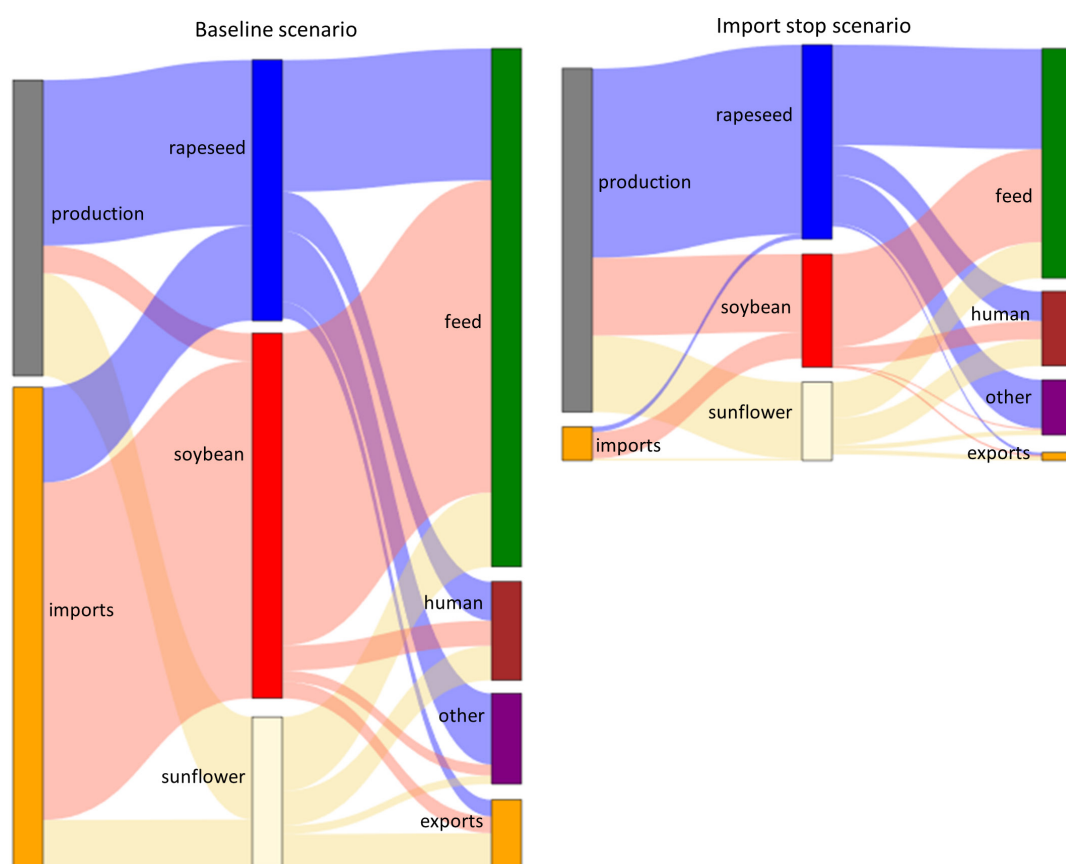 Baseline scenario
rapeseed
production
feed
soybean
imports
human
other
sunflower
exports
Import stop scenario
rapeseed
production
feed
soybean
human
other
sunflower
imports
exports